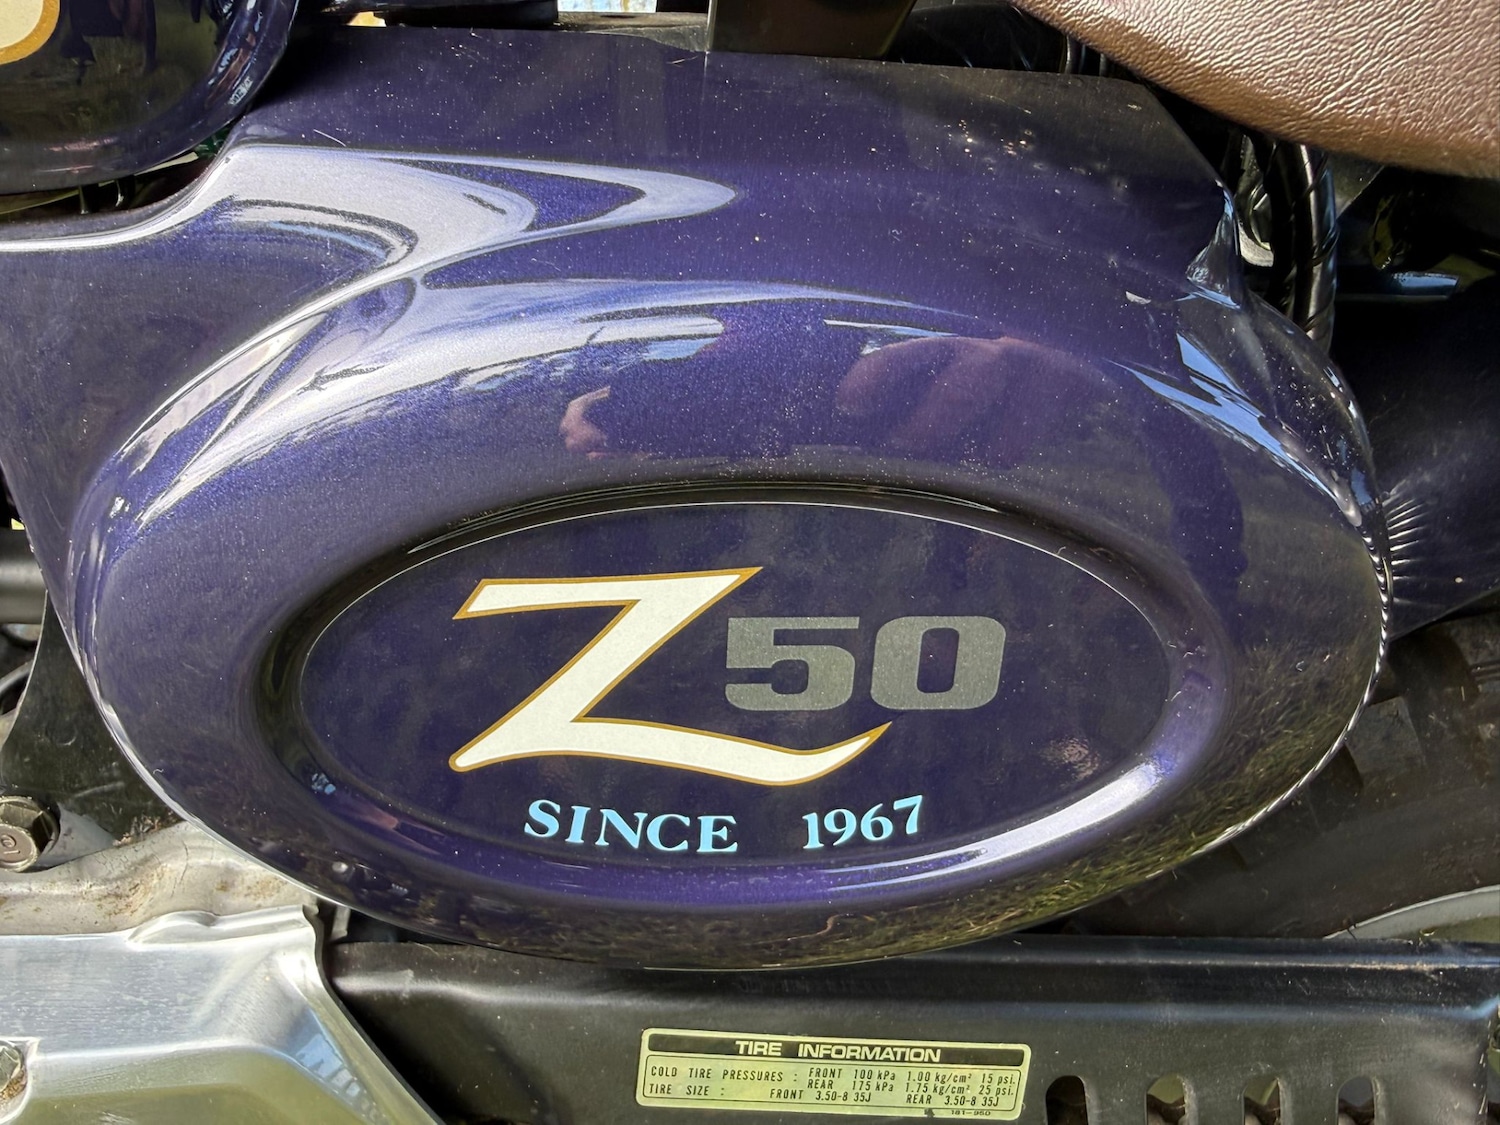 Z50
SINCE 1967
TIRE INFORMATION
COLD TIRE PRESSURES : FRONT 100 kPa 1.00 kg/cm² 15 psi.
REAR 175 kPa 1.75 kg/cm² 25 psi.
TIRE SIZE : FRONT 3.50-8 35J REAR 3.50-8 35J
181-950